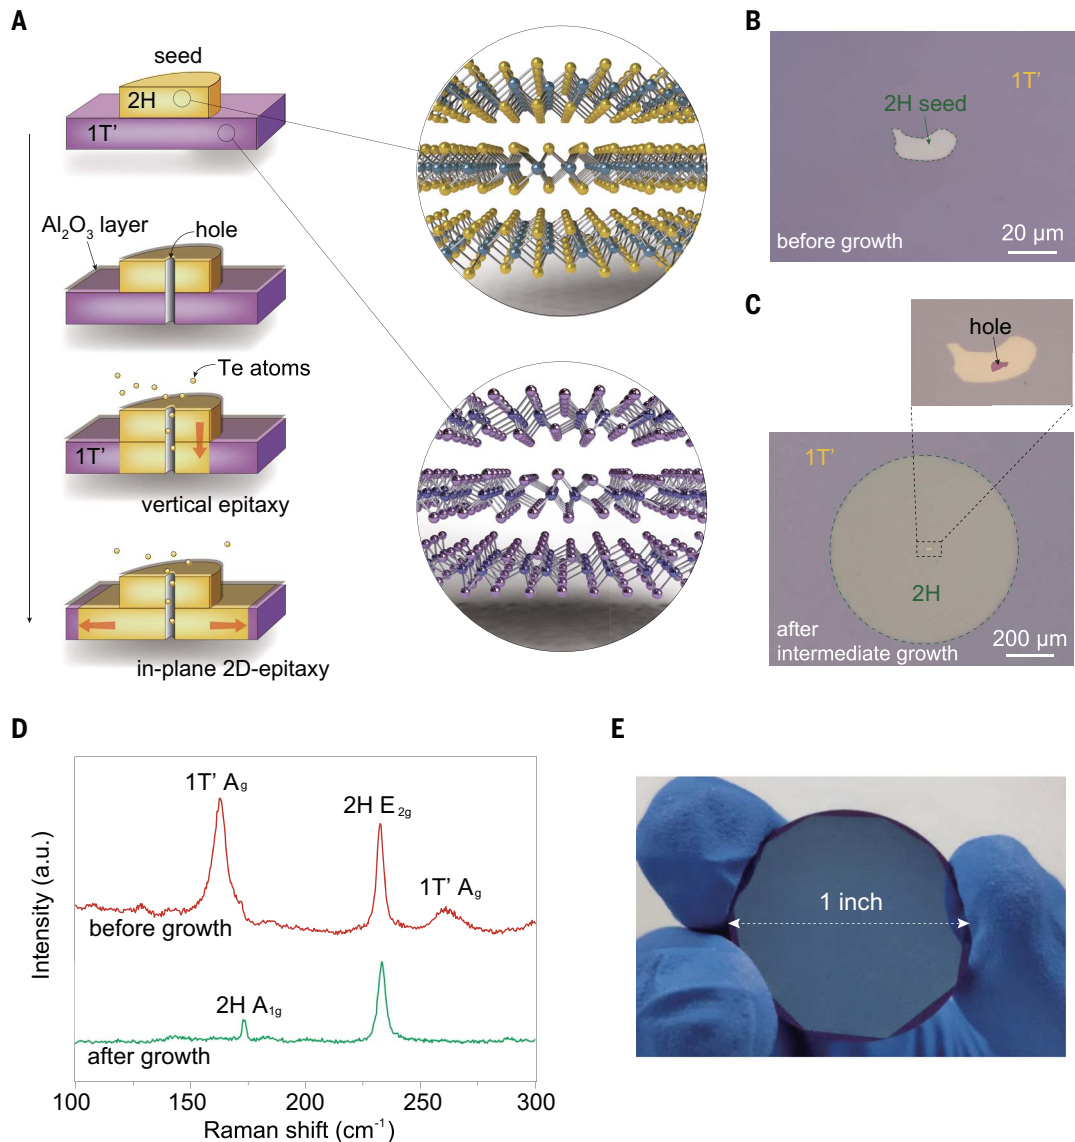 A
seed
2H
1T’
Al₂O₃ layer
hole
Te atoms
1T’
vertical epitaxy
in-plane 2D-epitaxy
B
1T’
2H seed
before growth
20 μm
C
hole
1T’
2H
after
intermediate growth
200 μm
D
1T’ Ag
2H E2g
1T’ Ag
before growth
2H A1g
after growth
Intensity (a.u.)
100 150 200 250 300
Raman shift (cm⁻¹)
E
1 inch